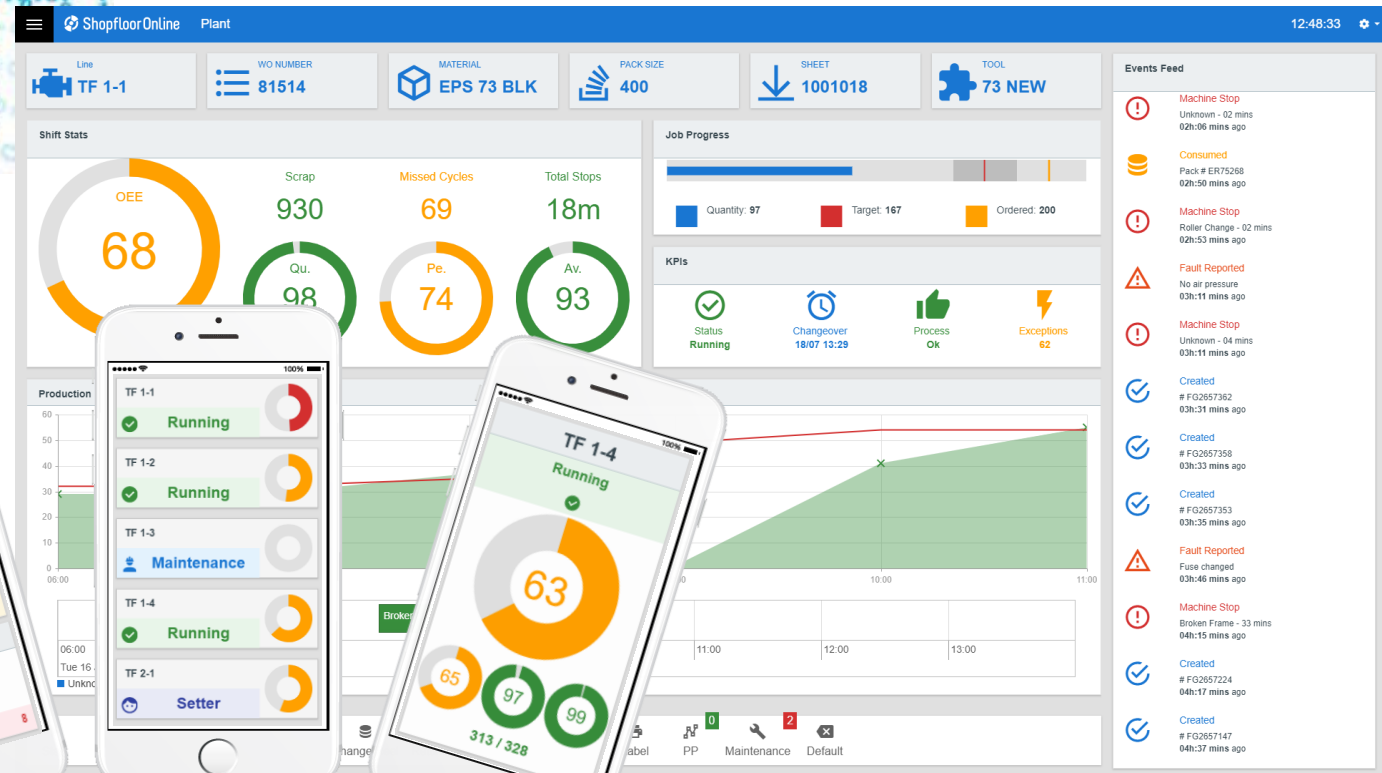 ShopfloorOnline Plant 12:48:33
Line
TF 1-1
WO NUMBER
81514
MATERIAL
EPS 73 BLK
PACK SIZE
400
SHEET
1001018
TOOL
73 NEW
Shift Stats
OEE
68
Scrap
930
Missed Cycles
69
Total Stops
18m
Qu.
98
Pe.
74
Av.
93
Job Progress
Quantity: 97
Target: 167
Ordered: 200
KPIs
Status
Running
Changeover
18/07 13:29
Process
Ok
Exceptions
62
Production
60
50
40
30
20
10
0
06:00
10:00
11:00
06:00
11:00
12:00
13:00
Tue 16
PP
0
Maintenance
2
Default
100%
TF 1-1
Running
TF 1-2
Running
TF 1-3
Maintenance
TF 1-4
Running
TF 2-1
Setter
100%
TF 1-4
Running
63
65
97
99
313 / 328
8
Events Feed
Machine Stop
Unknown - 02 mins
02h:06 mins ago
Consumed
Pack # ER75268
02h:50 mins ago
Machine Stop
Roller Change - 02 mins
02h:53 mins ago
Fault Reported
No air pressure
03h:11 mins ago
Machine Stop
Unknown - 04 mins
03h:11 mins ago
Created
# FG2657362
03h:31 mins ago
Created
# FG2657358
03h:33 mins ago
Created
# FG2657353
03h:35 mins ago
Fault Reported
Fuse changed
03h:46 mins ago
Machine Stop
Broken Frame - 33 mins
04h:15 mins ago
Created
# FG2657224
04h:17 mins ago
Created
# FG2657147
04h:37 mins ago